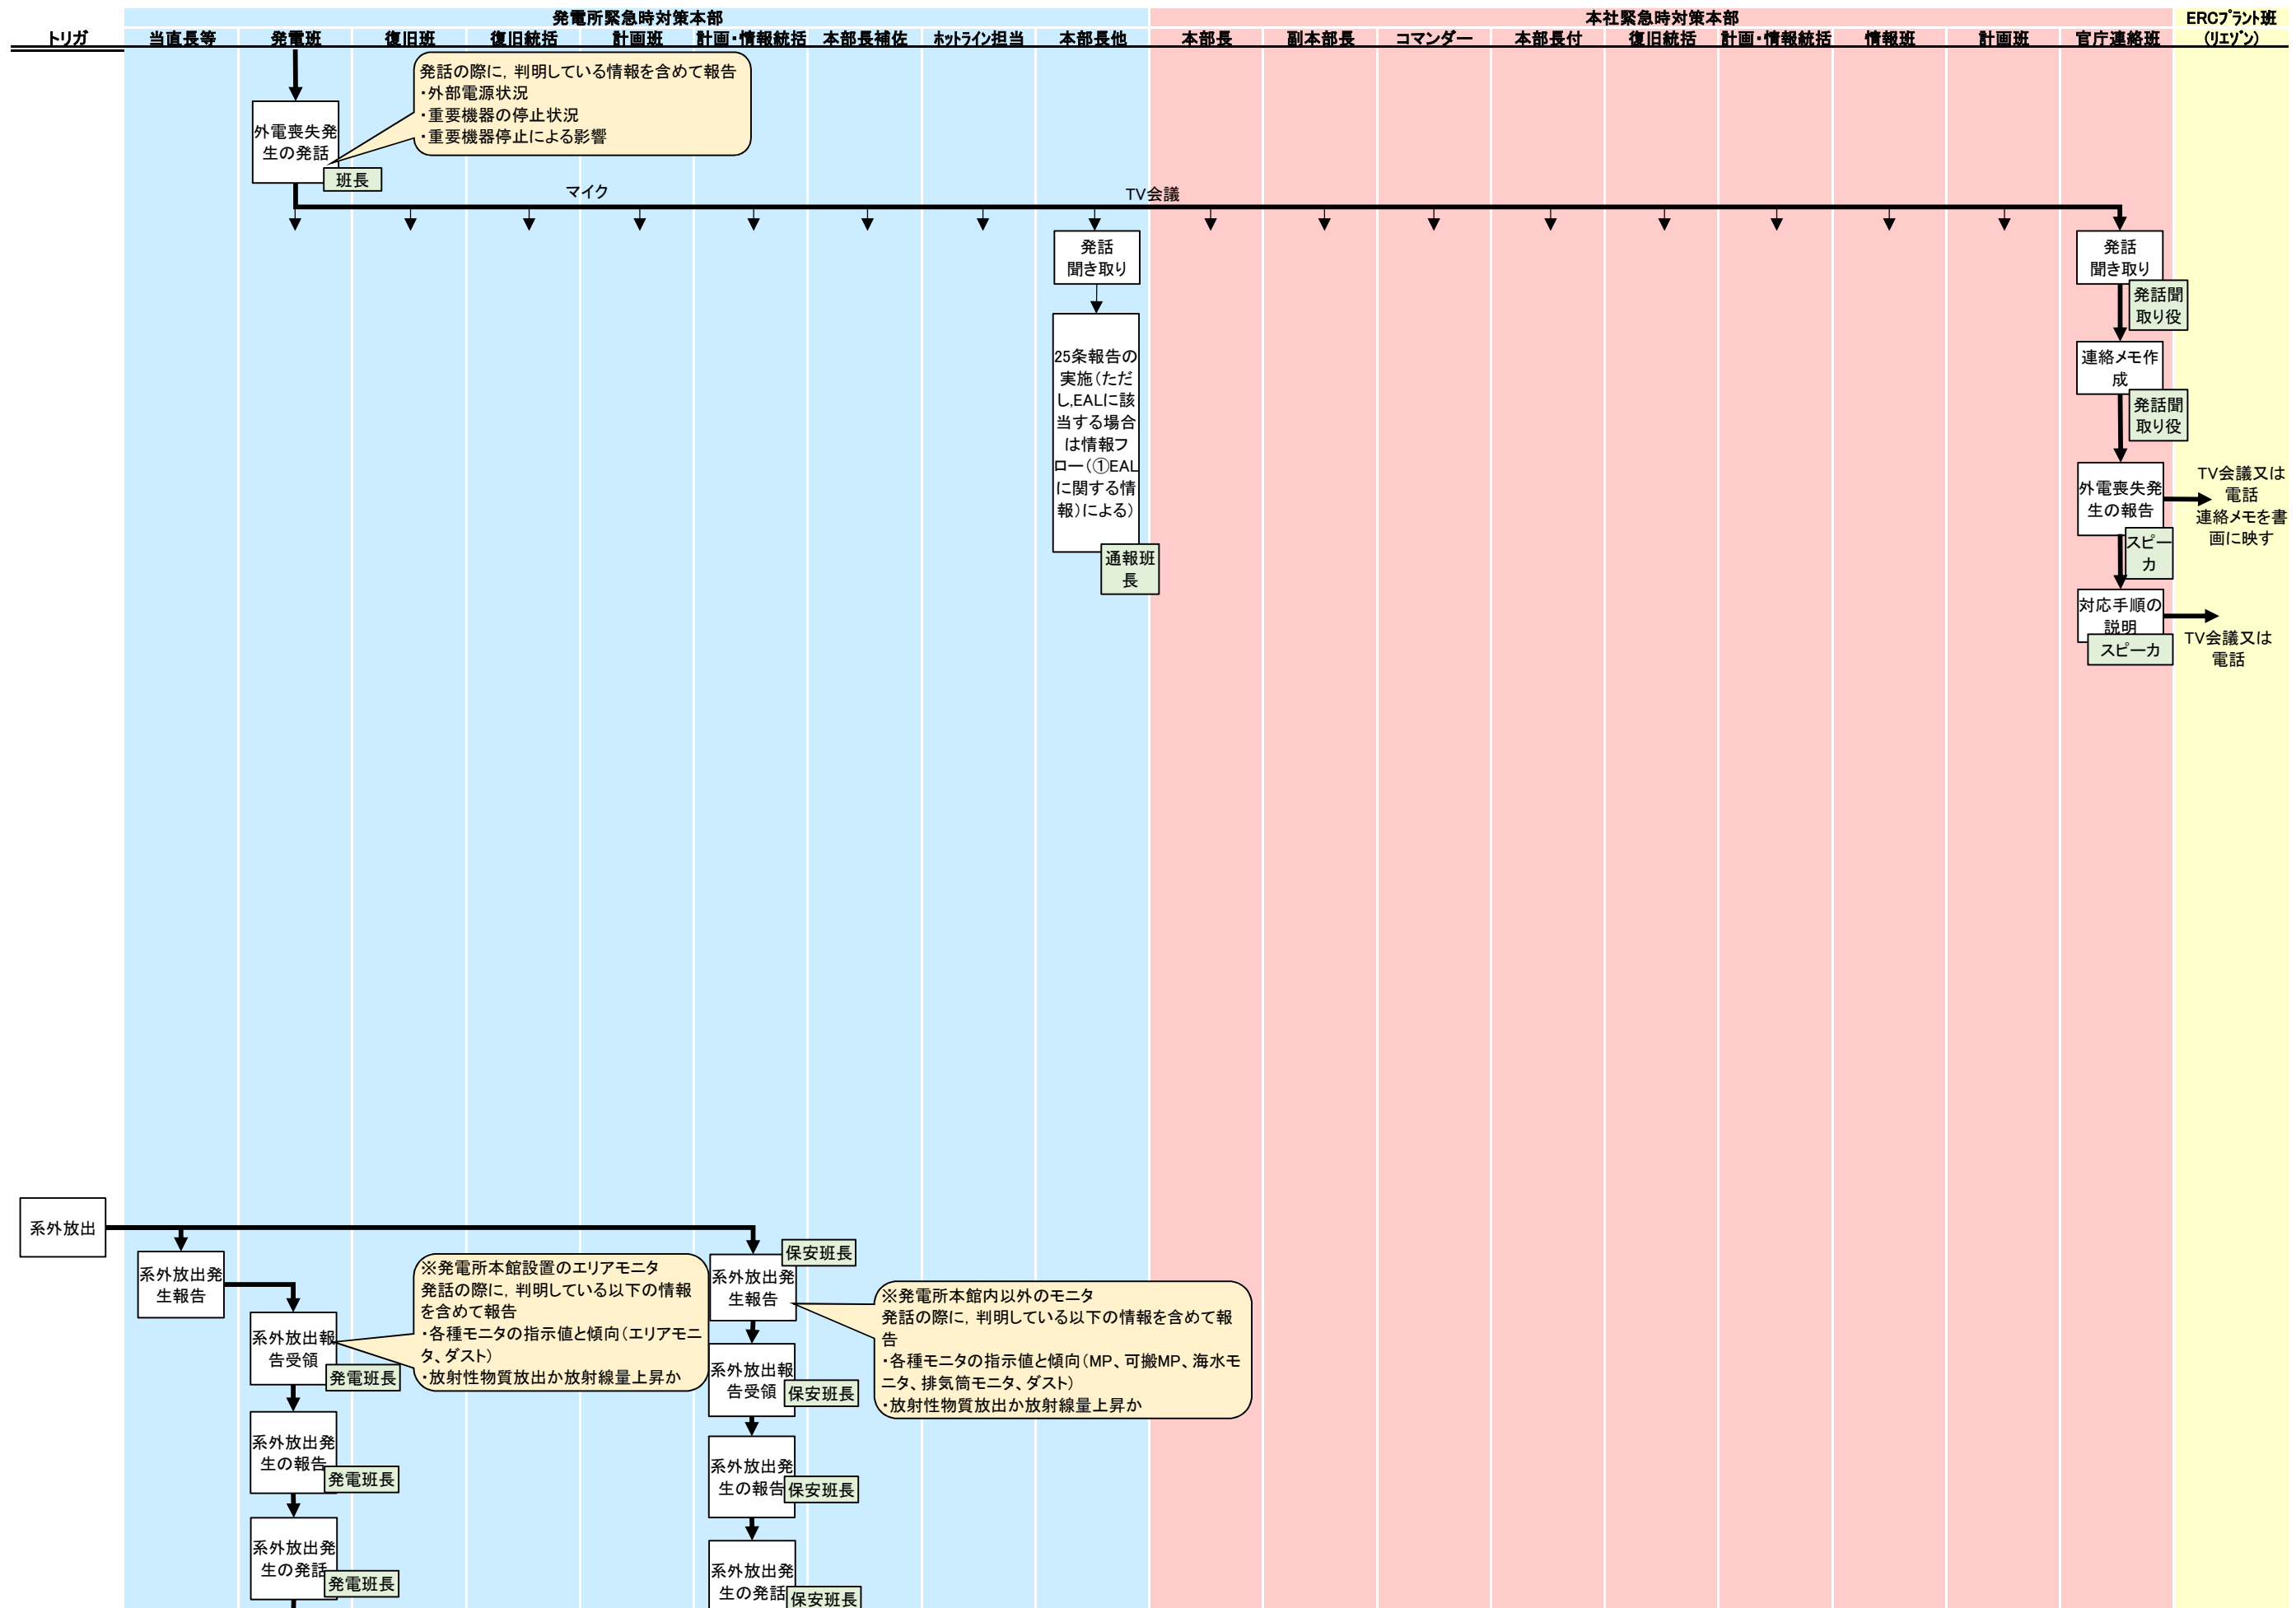 発電所緊急時対策本部
本社緊急時対策本部
ERCﾌﾟﾗﾝﾄ班
(ﾘｴｿﾞﾝ)
トリガ
当直長等
発電班
復旧班
復旧統括
計画班
計画・情報統括
本部長補佐
ﾎｯﾄﾗｲﾝ担当
本部長他
本部長
副本部長
コマンダー
本部長付
復旧統括
計画・情報統括
情報班
計画班
官庁連絡班
発話の際に，判明している情報を含めて報告
・外部電源状況
・重要機器の停止状況
・重要機器停止による影響
外電喪失発
生の発話
班長
マイク
TV会議
発話
聞き取り
25条報告の
実施（ただ
し,EALに該
当する場合
は情報フ
ロー（①EAL
に関する情
報）による）
通報班
長
発話
聞き取り
発話聞
取り役
連絡メモ作
成
発話聞
取り役
外電喪失発
生の報告
スピー
カ
TV会議又は
電話
連絡メモを書
画に映す
対応手順の
説明
スピーカ
TV会議又は
電話
系外放出
系外放出発
生報告
系外放出報
告受領
発電班長
※発電所本館設置のエリアモニタ
発話の際に，判明している以下の情報
を含めて報告
・各種モニタの指示値と傾向（エリアモニ
タ、ダスト）
・放射性物質放出か放射線量上昇か
系外放出発
生の報告
発電班長
系外放出発
生の発話
発電班長
保安班長
系外放出発
生報告
※発電所本館内以外のモニタ
発話の際に，判明している以下の情報を含めて報
告
・各種モニタの指示値と傾向（MP、可搬MP、海水モ
ニタ、排気筒モニタ、ダスト）
・放射性物質放出か放射線量上昇か
系外放出報
告受領
保安班長
系外放出発
生の報告
保安班長
系外放出発
生の発話
保安班長